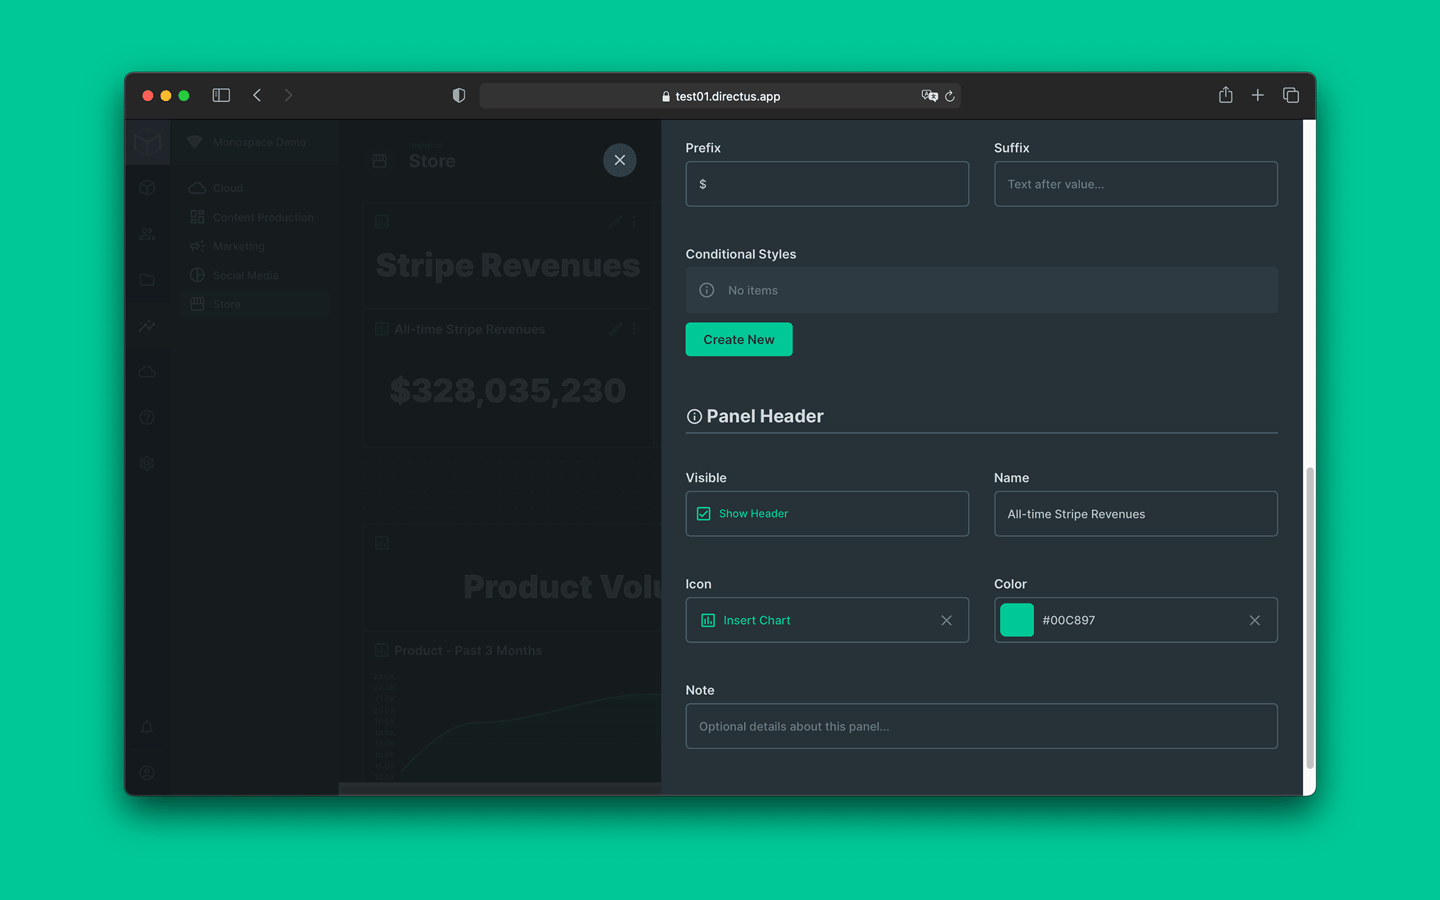 test01.directus.app
Monospace Demo
Cloud
Content Production
Marketing
Social Media
Store
Store
Stripe Revenues
All-time Stripe Revenues
$328,035,230
Product Volu
Product - Past 3 Months
Prefix
Suffix
$
Text after value...
Conditional Styles
No items
Create New
Panel Header
Visible
Name
Show Header
All-time Stripe Revenues
Icon
Color
Insert Chart
#00C897
Note
Optional details about this panel...